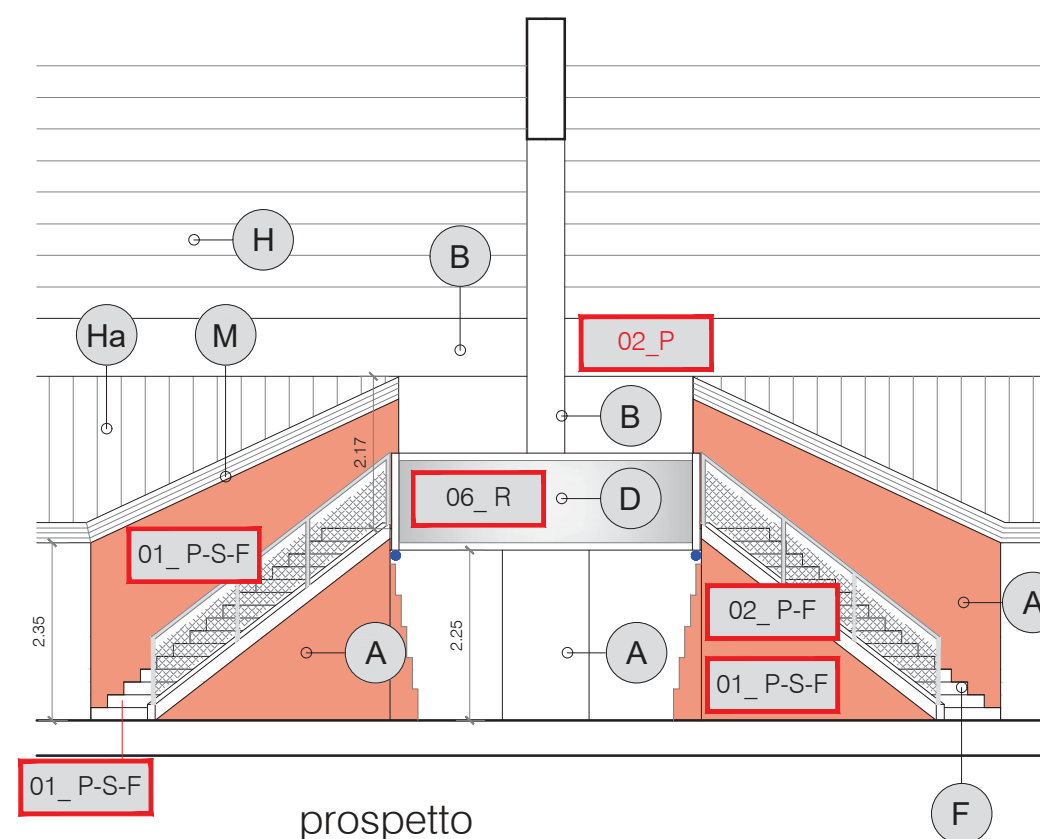 H
B
Ha
M
02_P
B
2.17
06_ R
D
01_ P-S-F
A
02_ P-F
2.35
2.25
A
A
01_ P-S-F
01_ P-S-F
F
prospetto